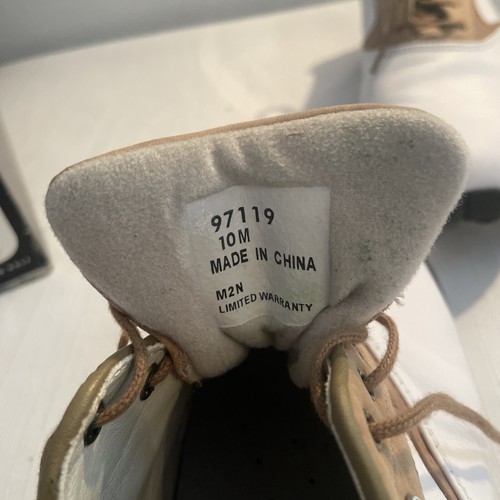 97119
10M
MADE IN CHINA
M2N
LIMITED WARRANTY